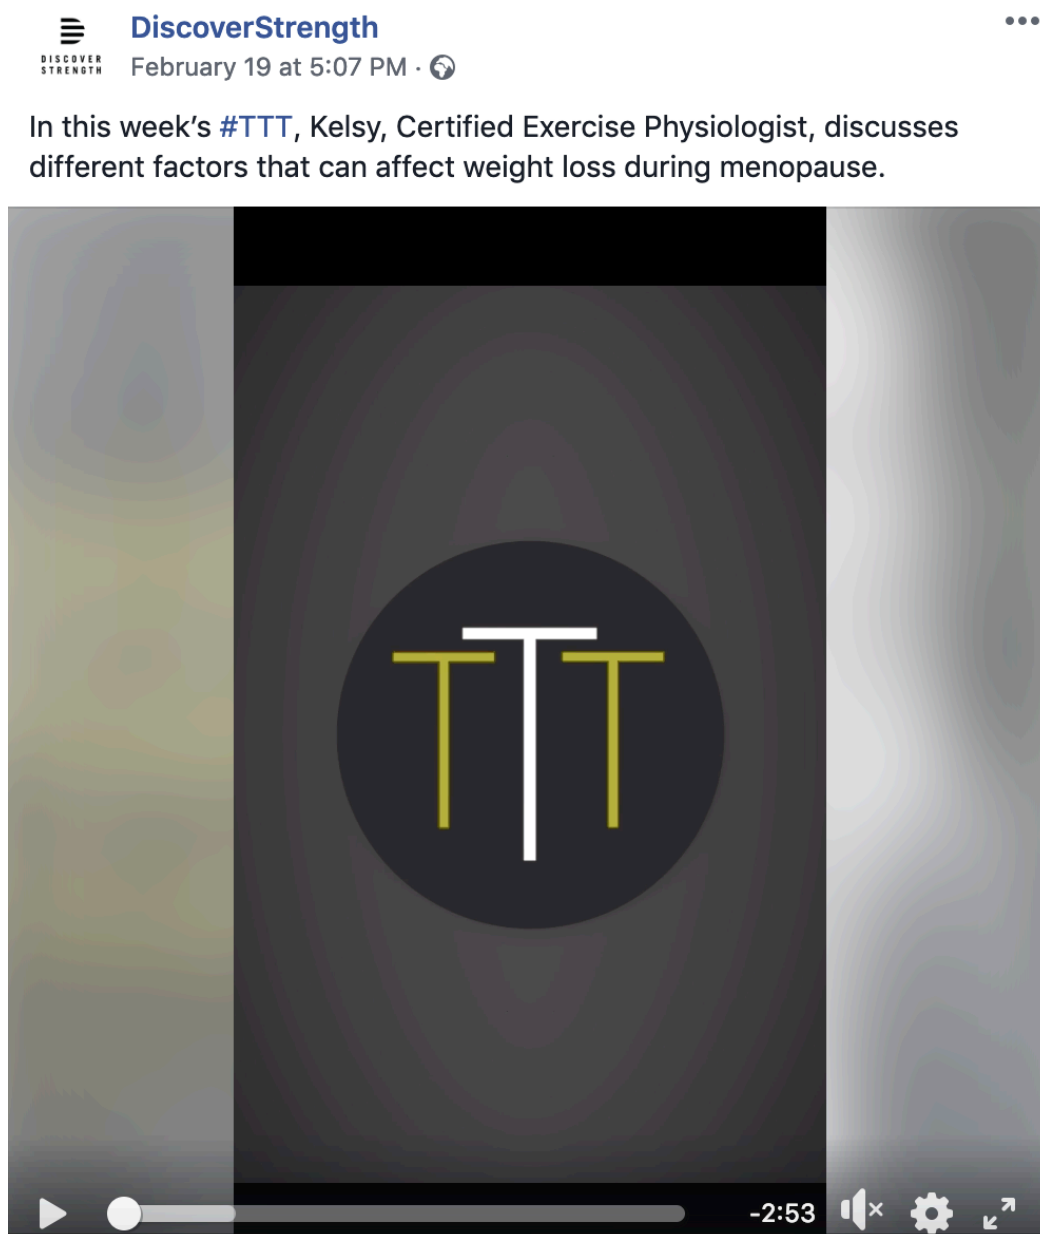 DISCOVER
STRENGTH
DiscoverStrength
February 19 at 5:07 PM ·
In this week’s #TTT, Kelsy, Certified Exercise Physiologist, discusses
different factors that can affect weight loss during menopause.
TTT
-2:53